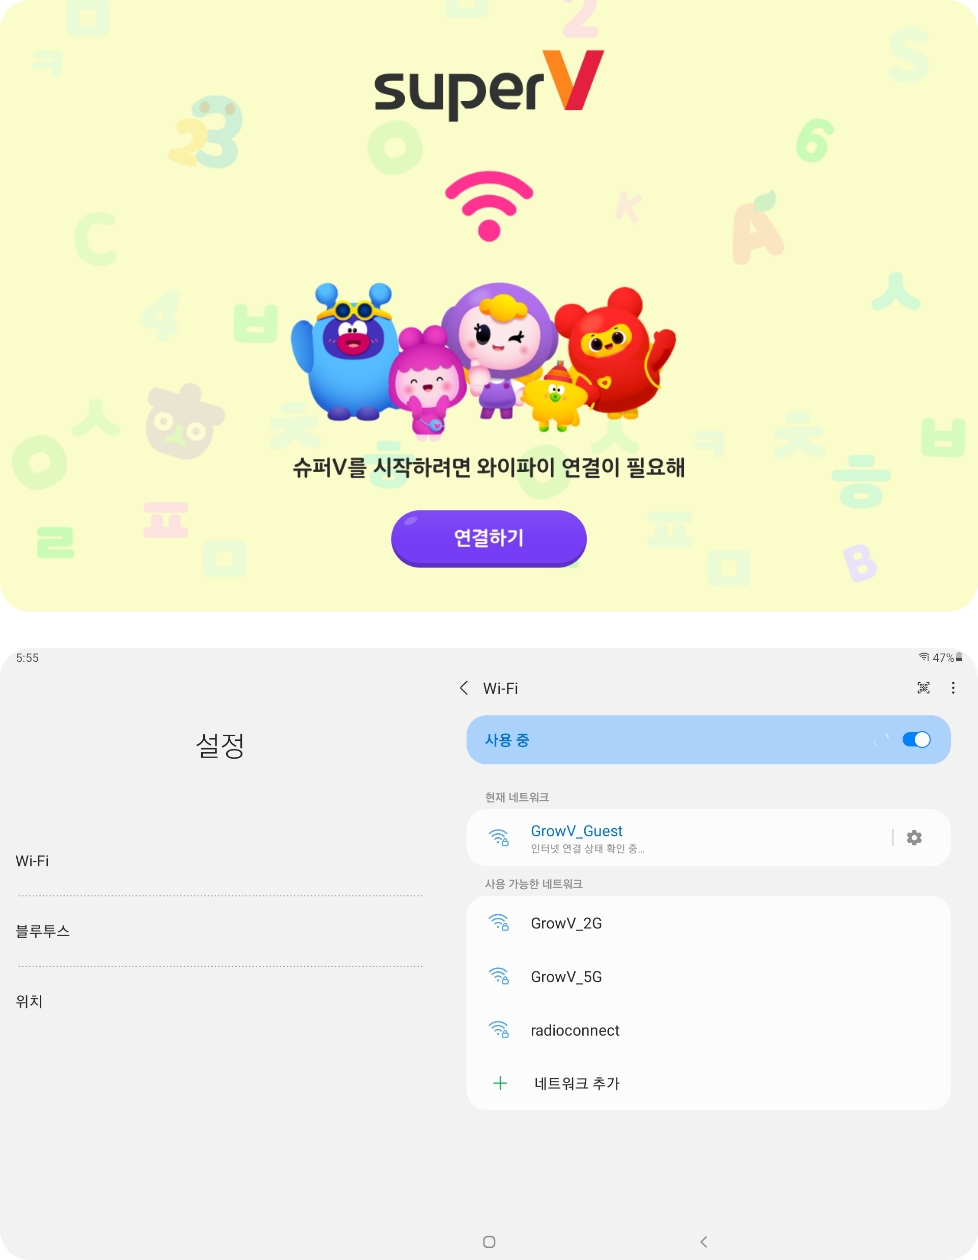 superV
슈퍼V를 시작하려면 와이파이 연결이 필요해
연결하기
5:55
47%
설정
Wi-Fi
블루투스
위치
Wi-Fi
사용 중
현재 네트워크
GrowV_Guest
인터넷 연결 상태 확인 중...
사용 가능한 네트워크
GrowV_2G
GrowV_5G
radioconnect
네트워크 추가